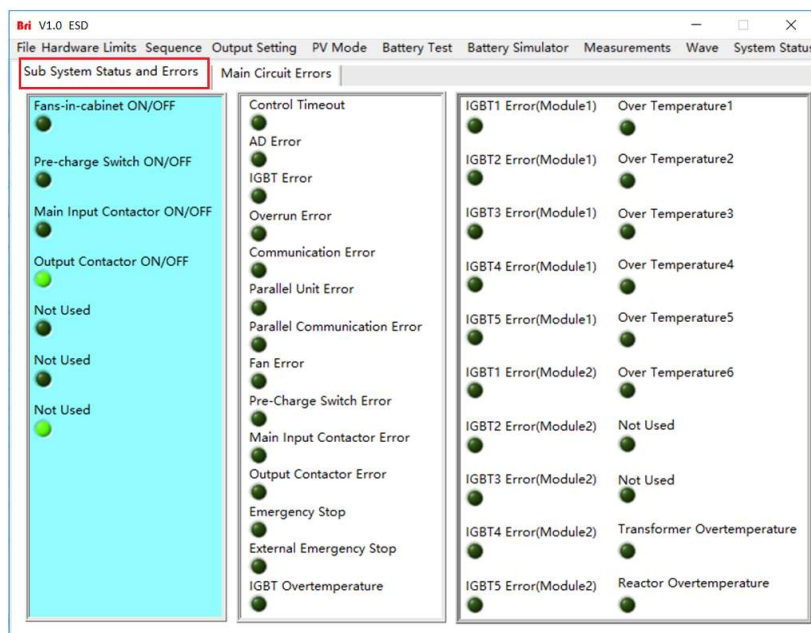 Bri V1.0 ESD
File Hardware Limits Sequence Output Setting PV Mode Battery Test Battery Simulator Measurements Wave System Status
Sub System Status and Errors Main Circuit Errors
Fans-in-cabinet ON/OFF
Pre-charge Switch ON/OFF
Main Input Contactor ON/OFF
Output Contactor ON/OFF
Not Used
Not Used
Not Used
Control Timeout
AD Error
IGBT Error
Overrun Error
Communication Error
Parallel Unit Error
Parallel Communication Error
Fan Error
Pre-Charge Switch Error
Main Input Contactor Error
Output Contactor Error
Emergency Stop
External Emergency Stop
IGBT Overtemperature
IGBT1 Error(Module1)
IGBT2 Error(Module1)
IGBT3 Error(Module1)
IGBT4 Error(Module1)
IGBT5 Error(Module1)
IGBT1 Error(Module2)
IGBT2 Error(Module2)
IGBT3 Error(Module2)
IGBT4 Error(Module2)
IGBT5 Error(Module2)
Over Temperature1
Over Temperature2
Over Temperature3
Over Temperature4
Over Temperature5
Over Temperature6
Not Used
Not Used
Transformer Overtemperature
Reactor Overtemperature